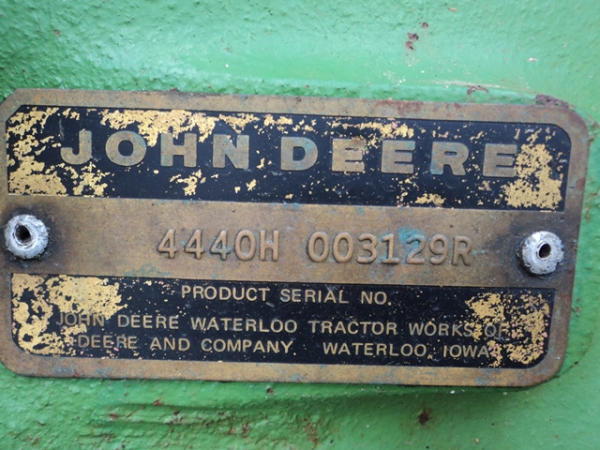 JOHN DEERE
4440H 003129R
PRODUCT SERIAL NO.
JOHN DEERE WATERLOO TRACTOR WORKS OF
DEERE AND COMPANY WATERLOO, IOWA